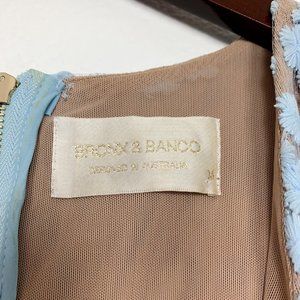 BRONX & BANCO
DESIGNED IN AUSTRALIA